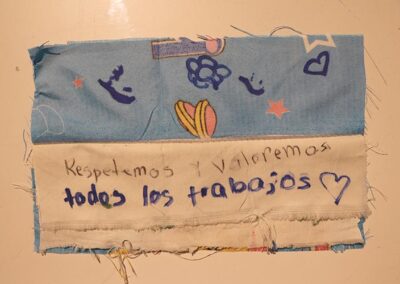 Respetemos y valoremos
todos los trabajos